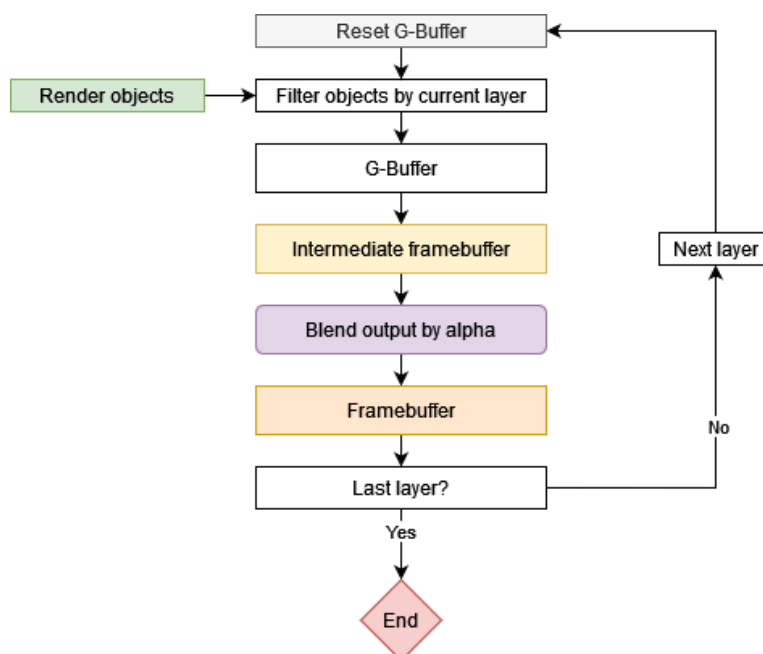 Reset G-Buffer
Render objects
Filter objects by current layer
G-Buffer
Intermediate framebuffer
Next layer
Blend output by alpha
Framebuffer
No
Last layer?
Yes
End